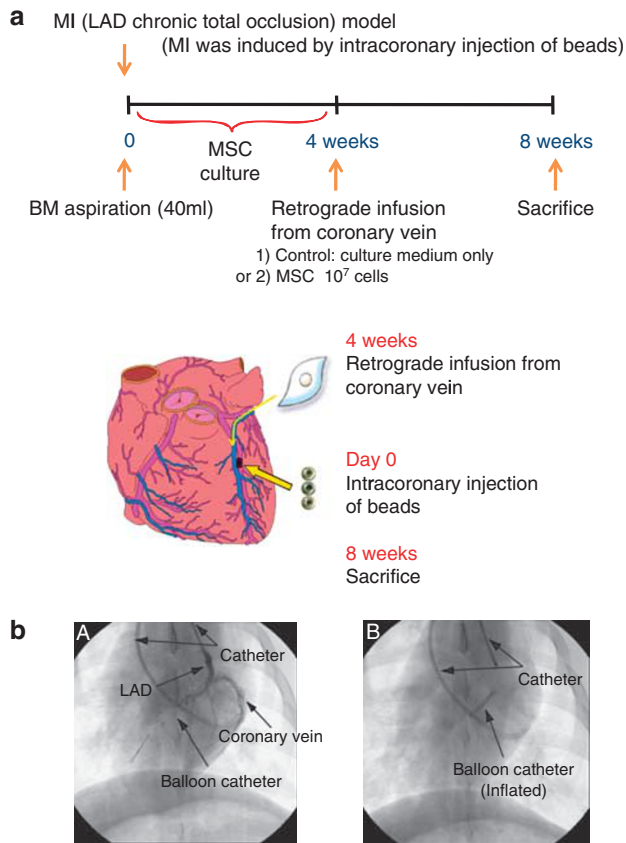 a
MI (LAD chronic total occlusion) model
(MI was induced by intracoronary injection of beads)
0
MSC
culture
4 weeks
8 weeks
BM aspiration (40ml)
Retrograde infusion
from coronary vein
1) Control: culture medium only
or 2) MSC 10⁷ cells
Sacrifice
4 weeks
Retrograde infusion from
coronary vein
Day 0
Intracoronary injection
of beads
8 weeks
Sacrifice
b
A
Catheter
LAD
Coronary vein
Balloon catheter
B
Catheter
Balloon catheter
(Inflated)